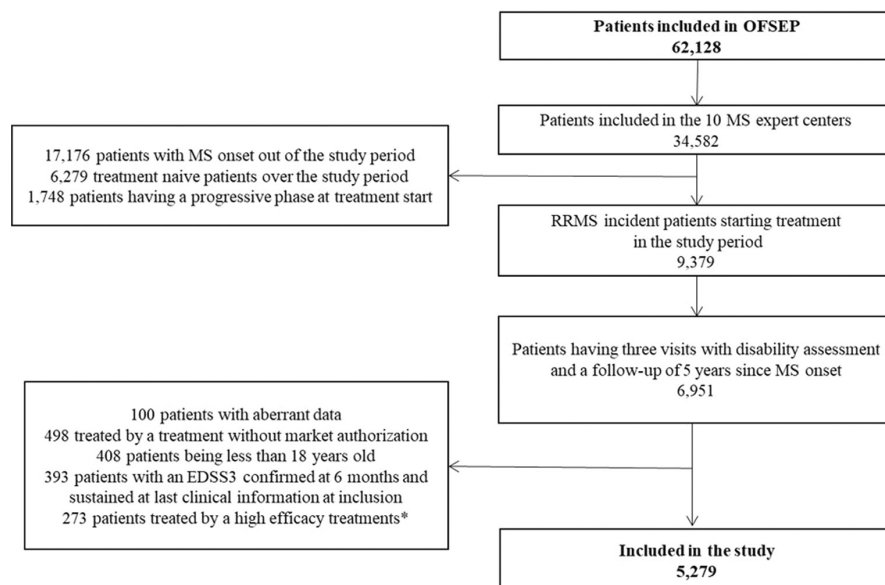 Patients included in OFSEP
62,128
Patients included in the 10 MS expert centers
34,582
17,176 patients with MS onset out of the study period
6,279 treatment naive patients over the study period
1,748 patients having a progressive phase at treatment start
RRMS incident patients starting treatment
in the study period
9,379
Patients having three visits with disability assessment
and a follow-up of 5 years since MS onset
6,951
100 patients with aberrant data
498 treated by a treatment without market authorization
408 patients being less than 18 years old
393 patients with an EDSS3 confirmed at 6 months and
sustained at last clinical information at inclusion
273 patients treated by a high efficacy treatments*
Included in the study
5,279